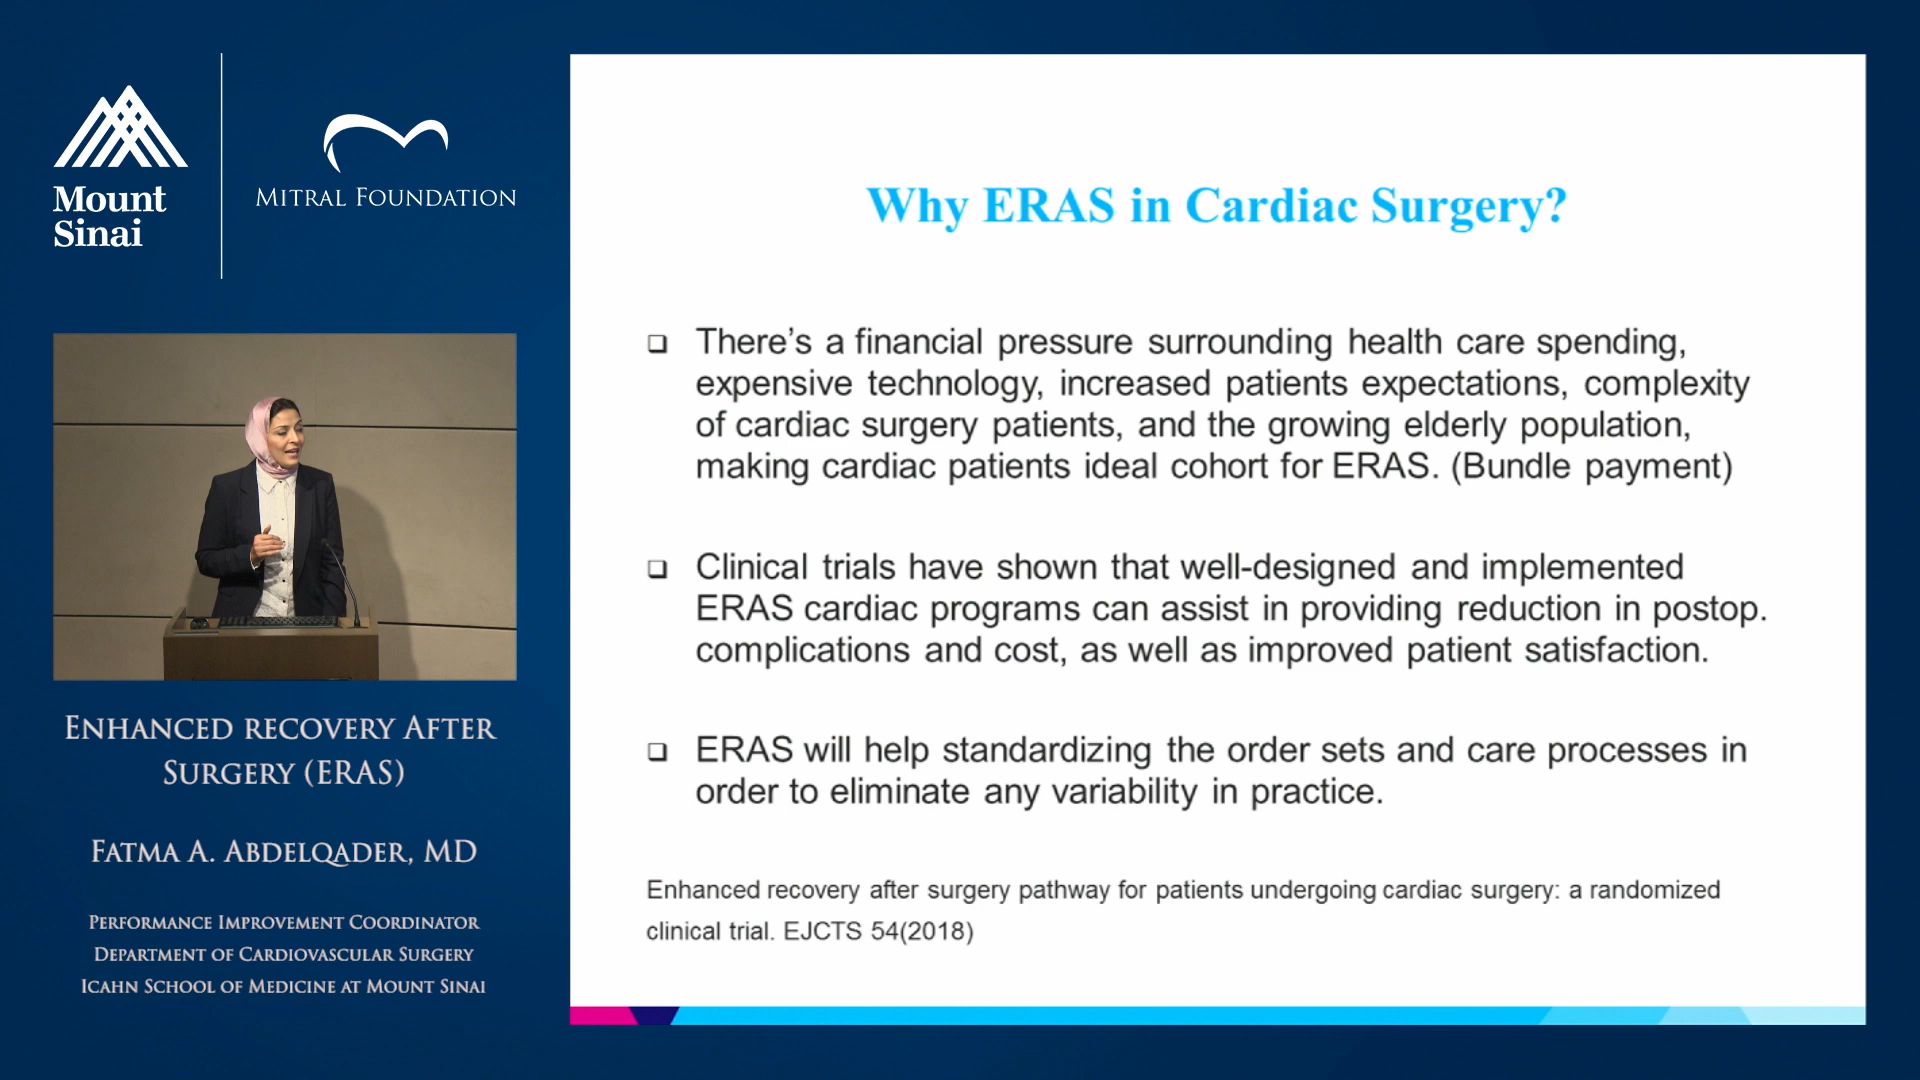 Mount
Sinai
Mitral Foundation
Why ERAS in Cardiac Surgery?
❑ There’s a financial pressure surrounding health care spending,
expensive technology, increased patients expectations, complexity
of cardiac surgery patients, and the growing elderly population,
making cardiac patients ideal cohort for ERAS. (Bundle payment)
❑ Clinical trials have shown that well-designed and implemented
ERAS cardiac programs can assist in providing reduction in postop.
complications and cost, as well as improved patient satisfaction.
❑ ERAS will help standardizing the order sets and care processes in
order to eliminate any variability in practice.
Enhanced recovery after surgery pathway for patients undergoing cardiac surgery: a randomized
clinical trial. EJCTS 54(2018)
Enhanced recovery After
Surgery (ERAS)
Fatma A. Abdelqader, MD
Performance Improvement Coordinator
Department of Cardiovascular Surgery
Icahn School of Medicine at Mount Sinai